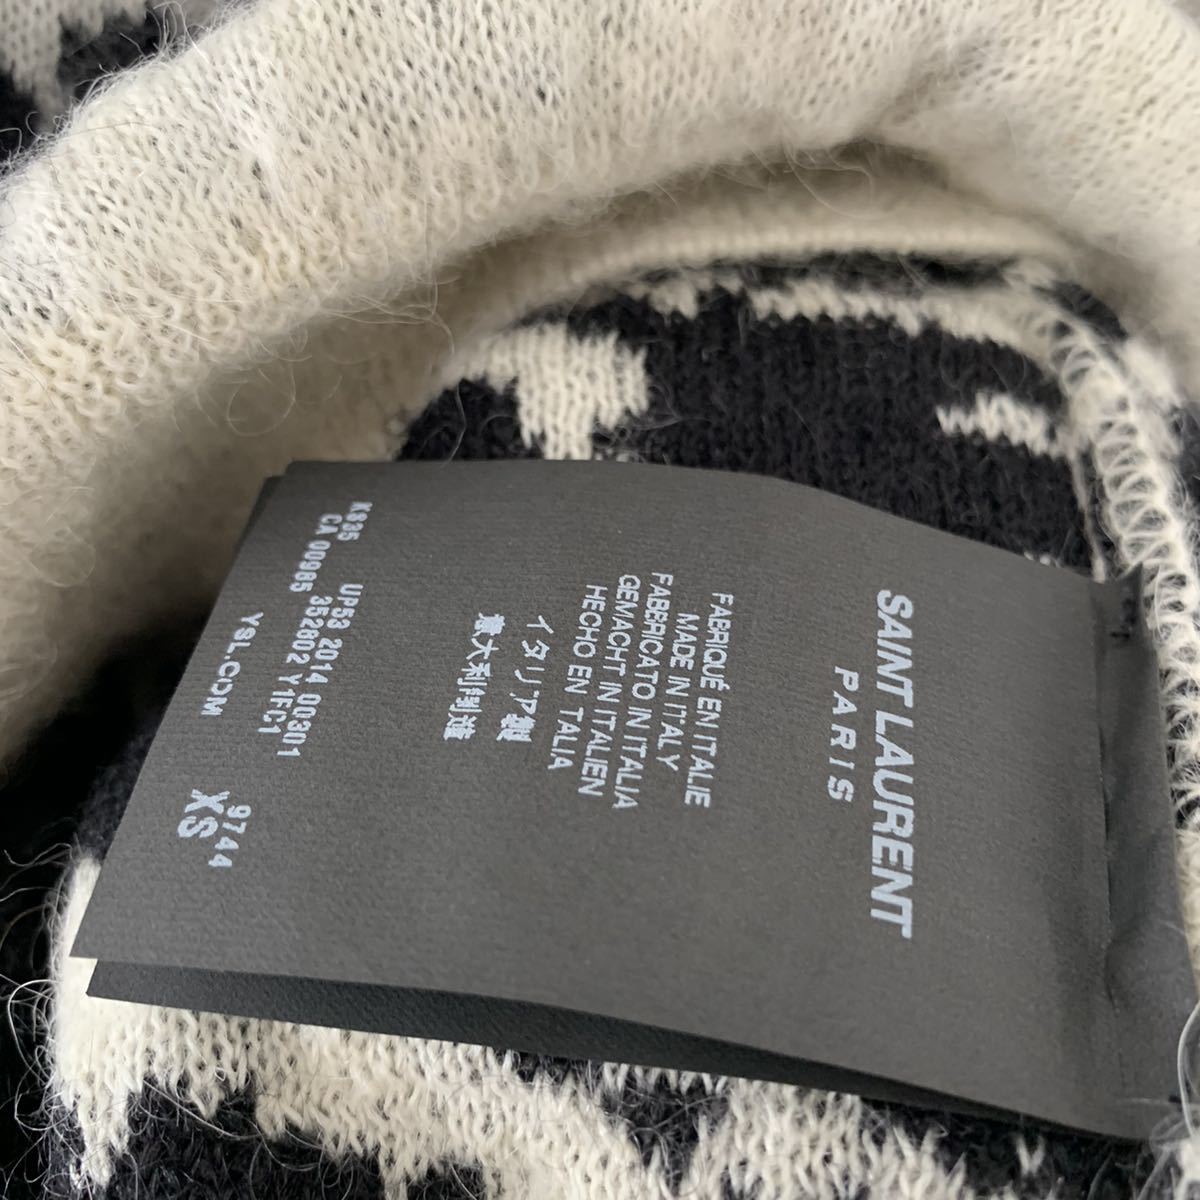 SAINT LAURENT
PARIS
FABRIQUÉ EN ITALIE
MADE IN ITALY
FABBRICATO IN ITALIA
GEMACHT IN ITALIEN
HECHO EN ITALIA
イタリア製
意大利制造
K935 UP53 2014 00301 9744
CA 00965 352802 Y1FC1 XS
YSL.COM